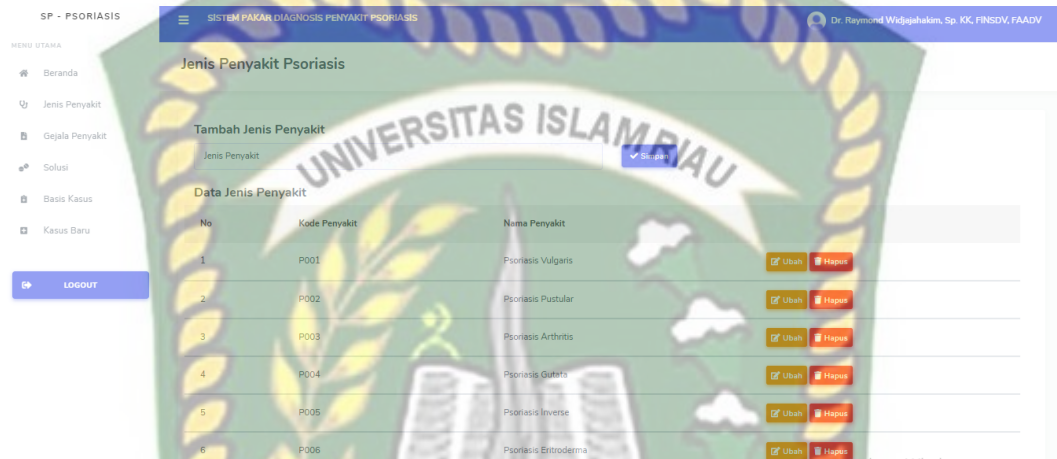 SP - PSORIASIS
SISTEM PAKAR DIAGNOSIS PENYAKIT PSORIASIS
Dr. Raymond Widjajahakim, Sp. KK, FINSDV, FAADV
MENU UTAMA
Beranda
Jenis Penyakit
Gejala Penyakit
Solusi
Basis Kasus
Kasus Baru
LOGOUT
Jenis Penyakit Psoriasis
UNIVERSITAS ISLAM RIAU
Tambah Jenis Penyakit
Jenis Penyakit
Simpan
Data Jenis Penyakit
No Kode Penyakit Nama Penyakit
1 P001 Psoriasis Vulgaris Ubah Hapus
2 P002 Psoriasis Pustular Ubah Hapus
3 P003 Psoriasis Arthritis Ubah Hapus
4 P004 Psoriasis Gutata Ubah Hapus
5 P005 Psoriasis Inverse Ubah Hapus
6 P006 Psoriasis Eritroderma Ubah Hapus